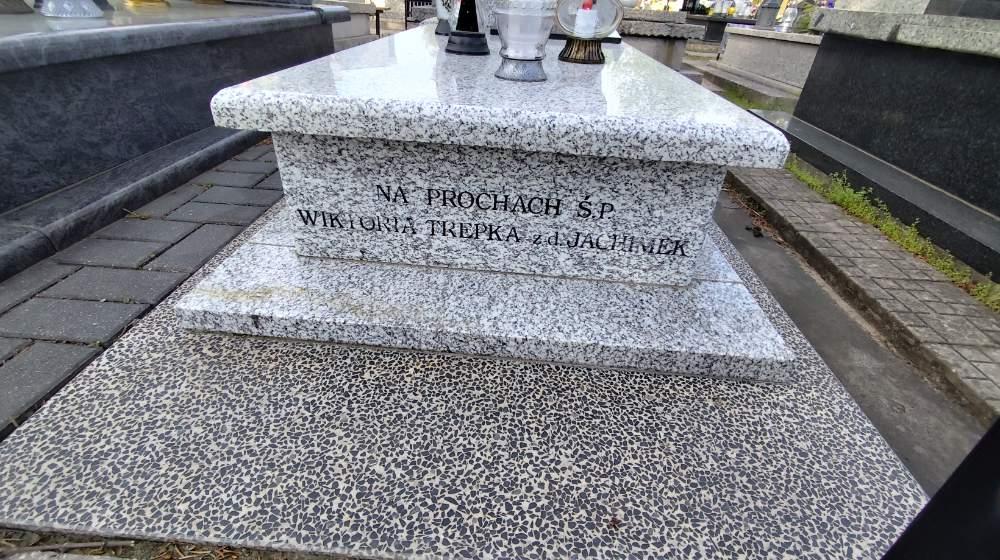 NA PROCHACH Ś.P.
WIKTORIA TREPKA z.d. JACHIMEK